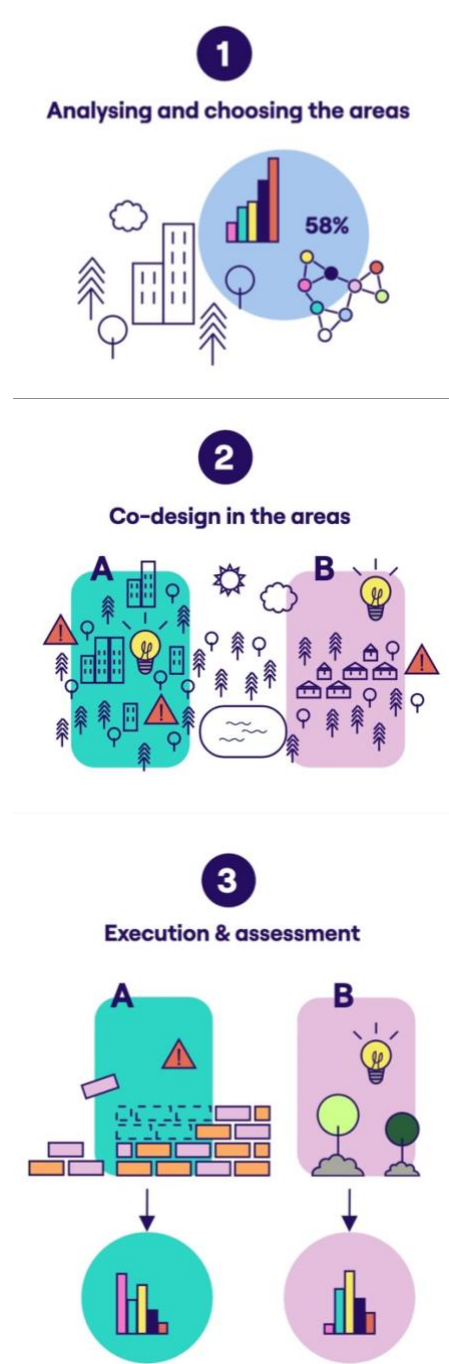 1
Analysing and choosing the areas
58%
2
Co-design in the areas
A
B
!
!
!
3
Execution & assessment
A
B
!